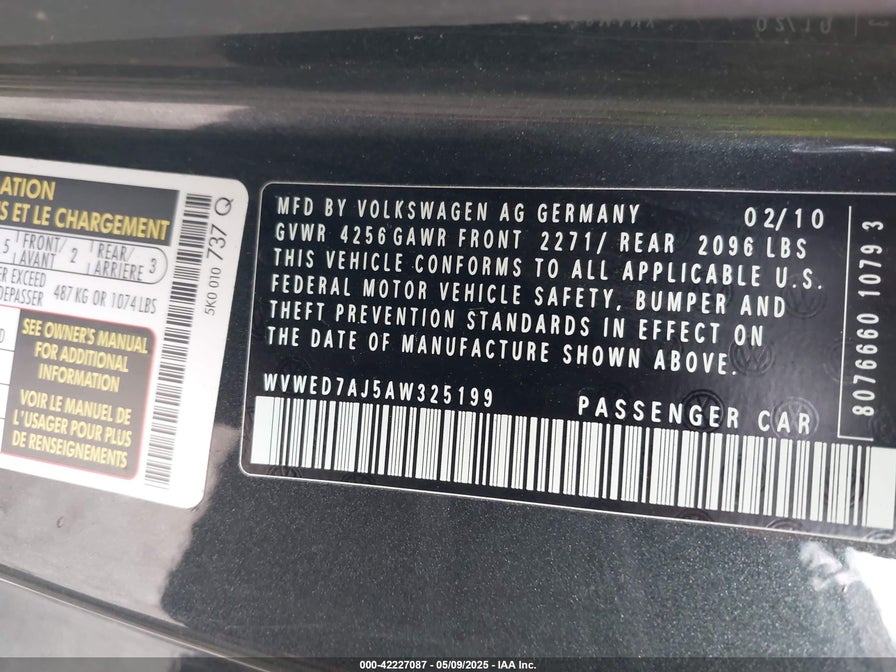 ATION
S ET LE CHARGEMENT
5 FRONT/ 2 REAR/ 3
LAVANT ARRIÈRE
ER EXCEED
DEPASSER 487 KG OR 1074 LBS
SEE OWNER'S MANUAL
FOR ADDITIONAL
INFORMATION
VOIR LE MANUEL DE
L'USAGER POUR PLUS
DE RENSEIGNEMENTS
5K0 010 737 Q
MFD BY VOLKSWAGEN AG GERMANY 02/10
GVWR 4256 GAWR FRONT 2271/ REAR 2096 LBS
THIS VEHICLE CONFORMS TO ALL APPLICABLE U.S.
FEDERAL MOTOR VEHICLE SAFETY, BUMPER AND
THEFT PREVENTION STANDARDS IN EFFECT ON
THE DATE OF MANUFACTURE SHOWN ABOVE.
WVWED7AJ5AW325199 PASSENGER CAR
8076660 1079 3
000-42227087 - 05/09/2025 - IAA Inc.